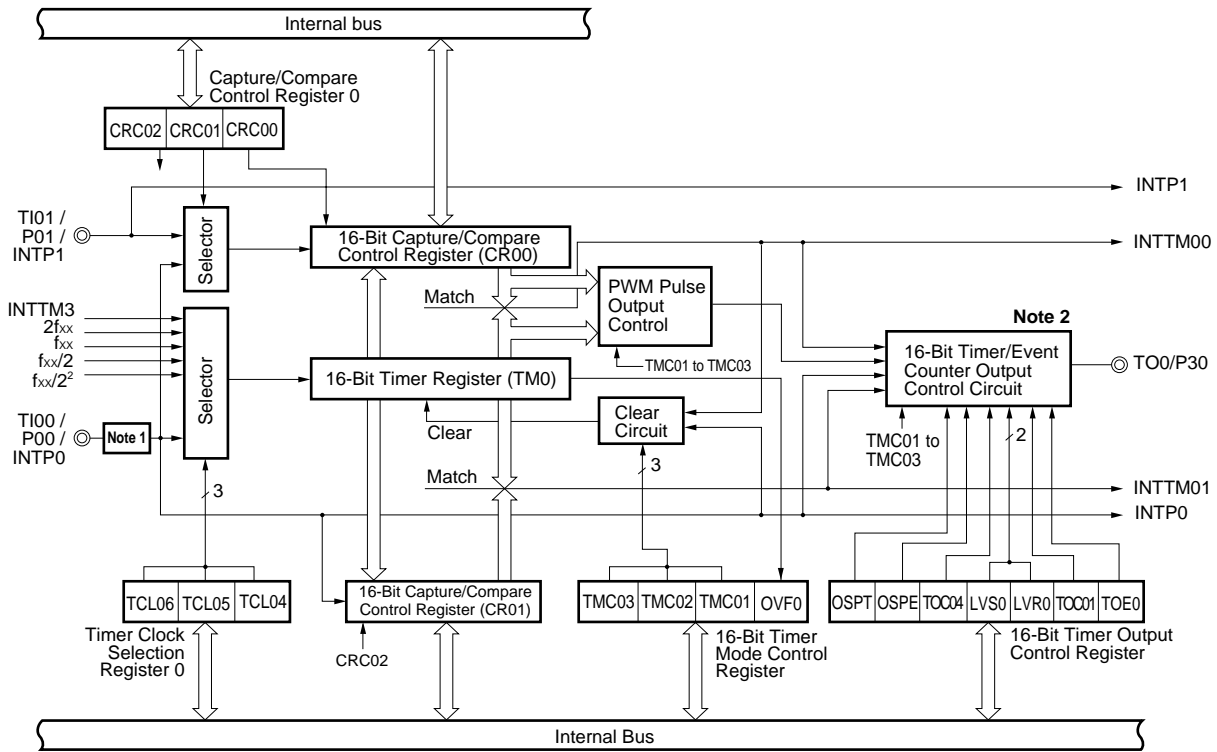 Internal bus
Capture/Compare
Control Register 0
CRC02 CRC01 CRC00
INTP1
TI01 /
P01 /
INTP1
Selector
16-Bit Capture/Compare
Control Register (CR00)
INTTM00
Match
PWM Pulse
Output
Control
TMC01 to TMC03
INTTM3
2fxx
fxx
fxx/2
fxx/2²
Selector
16-Bit Timer Register (TM0)
Note 2
16-Bit Timer/Event
Counter Output
Control Circuit
TO0/P30
TI00 /
P00 /
INTP0
Note 1
Clear
Clear
Circuit
TMC01 to
TMC03
2
3
3
Match
INTTM01
INTP0
TCL06 TCL05 TCL04
16-Bit Capture/Compare
Control Register (CR01)
TMC03 TMC02 TMC01 OVF0
OSPT OSPE TOC04 LVS0 LVR0 TOC01 TOE0
Timer Clock
Selection
Register 0
CRC02
16-Bit Timer
Mode Control
Register
16-Bit Timer Output
Control Register
Internal Bus